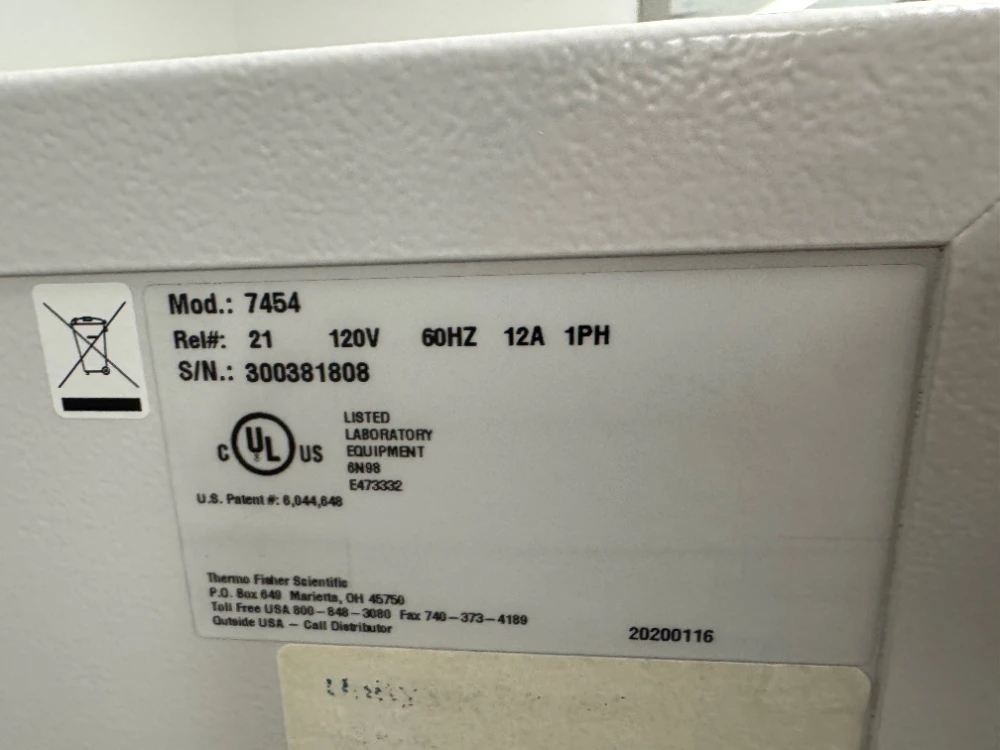 Mod.: 7454
Rel#: 21 120V 60HZ 12A 1PH
S/N.: 300381808
C UL US
LISTED
LABORATORY
EQUIPMENT
6N98
E473332
U.S. Patent #: 6,044,648
Thermo Fisher Scientific
P.O. Box 649 Marietta, OH 45750
Toll Free USA 800-848-3080 Fax 740-373-4189
Outside USA - Call Distributor
20200116